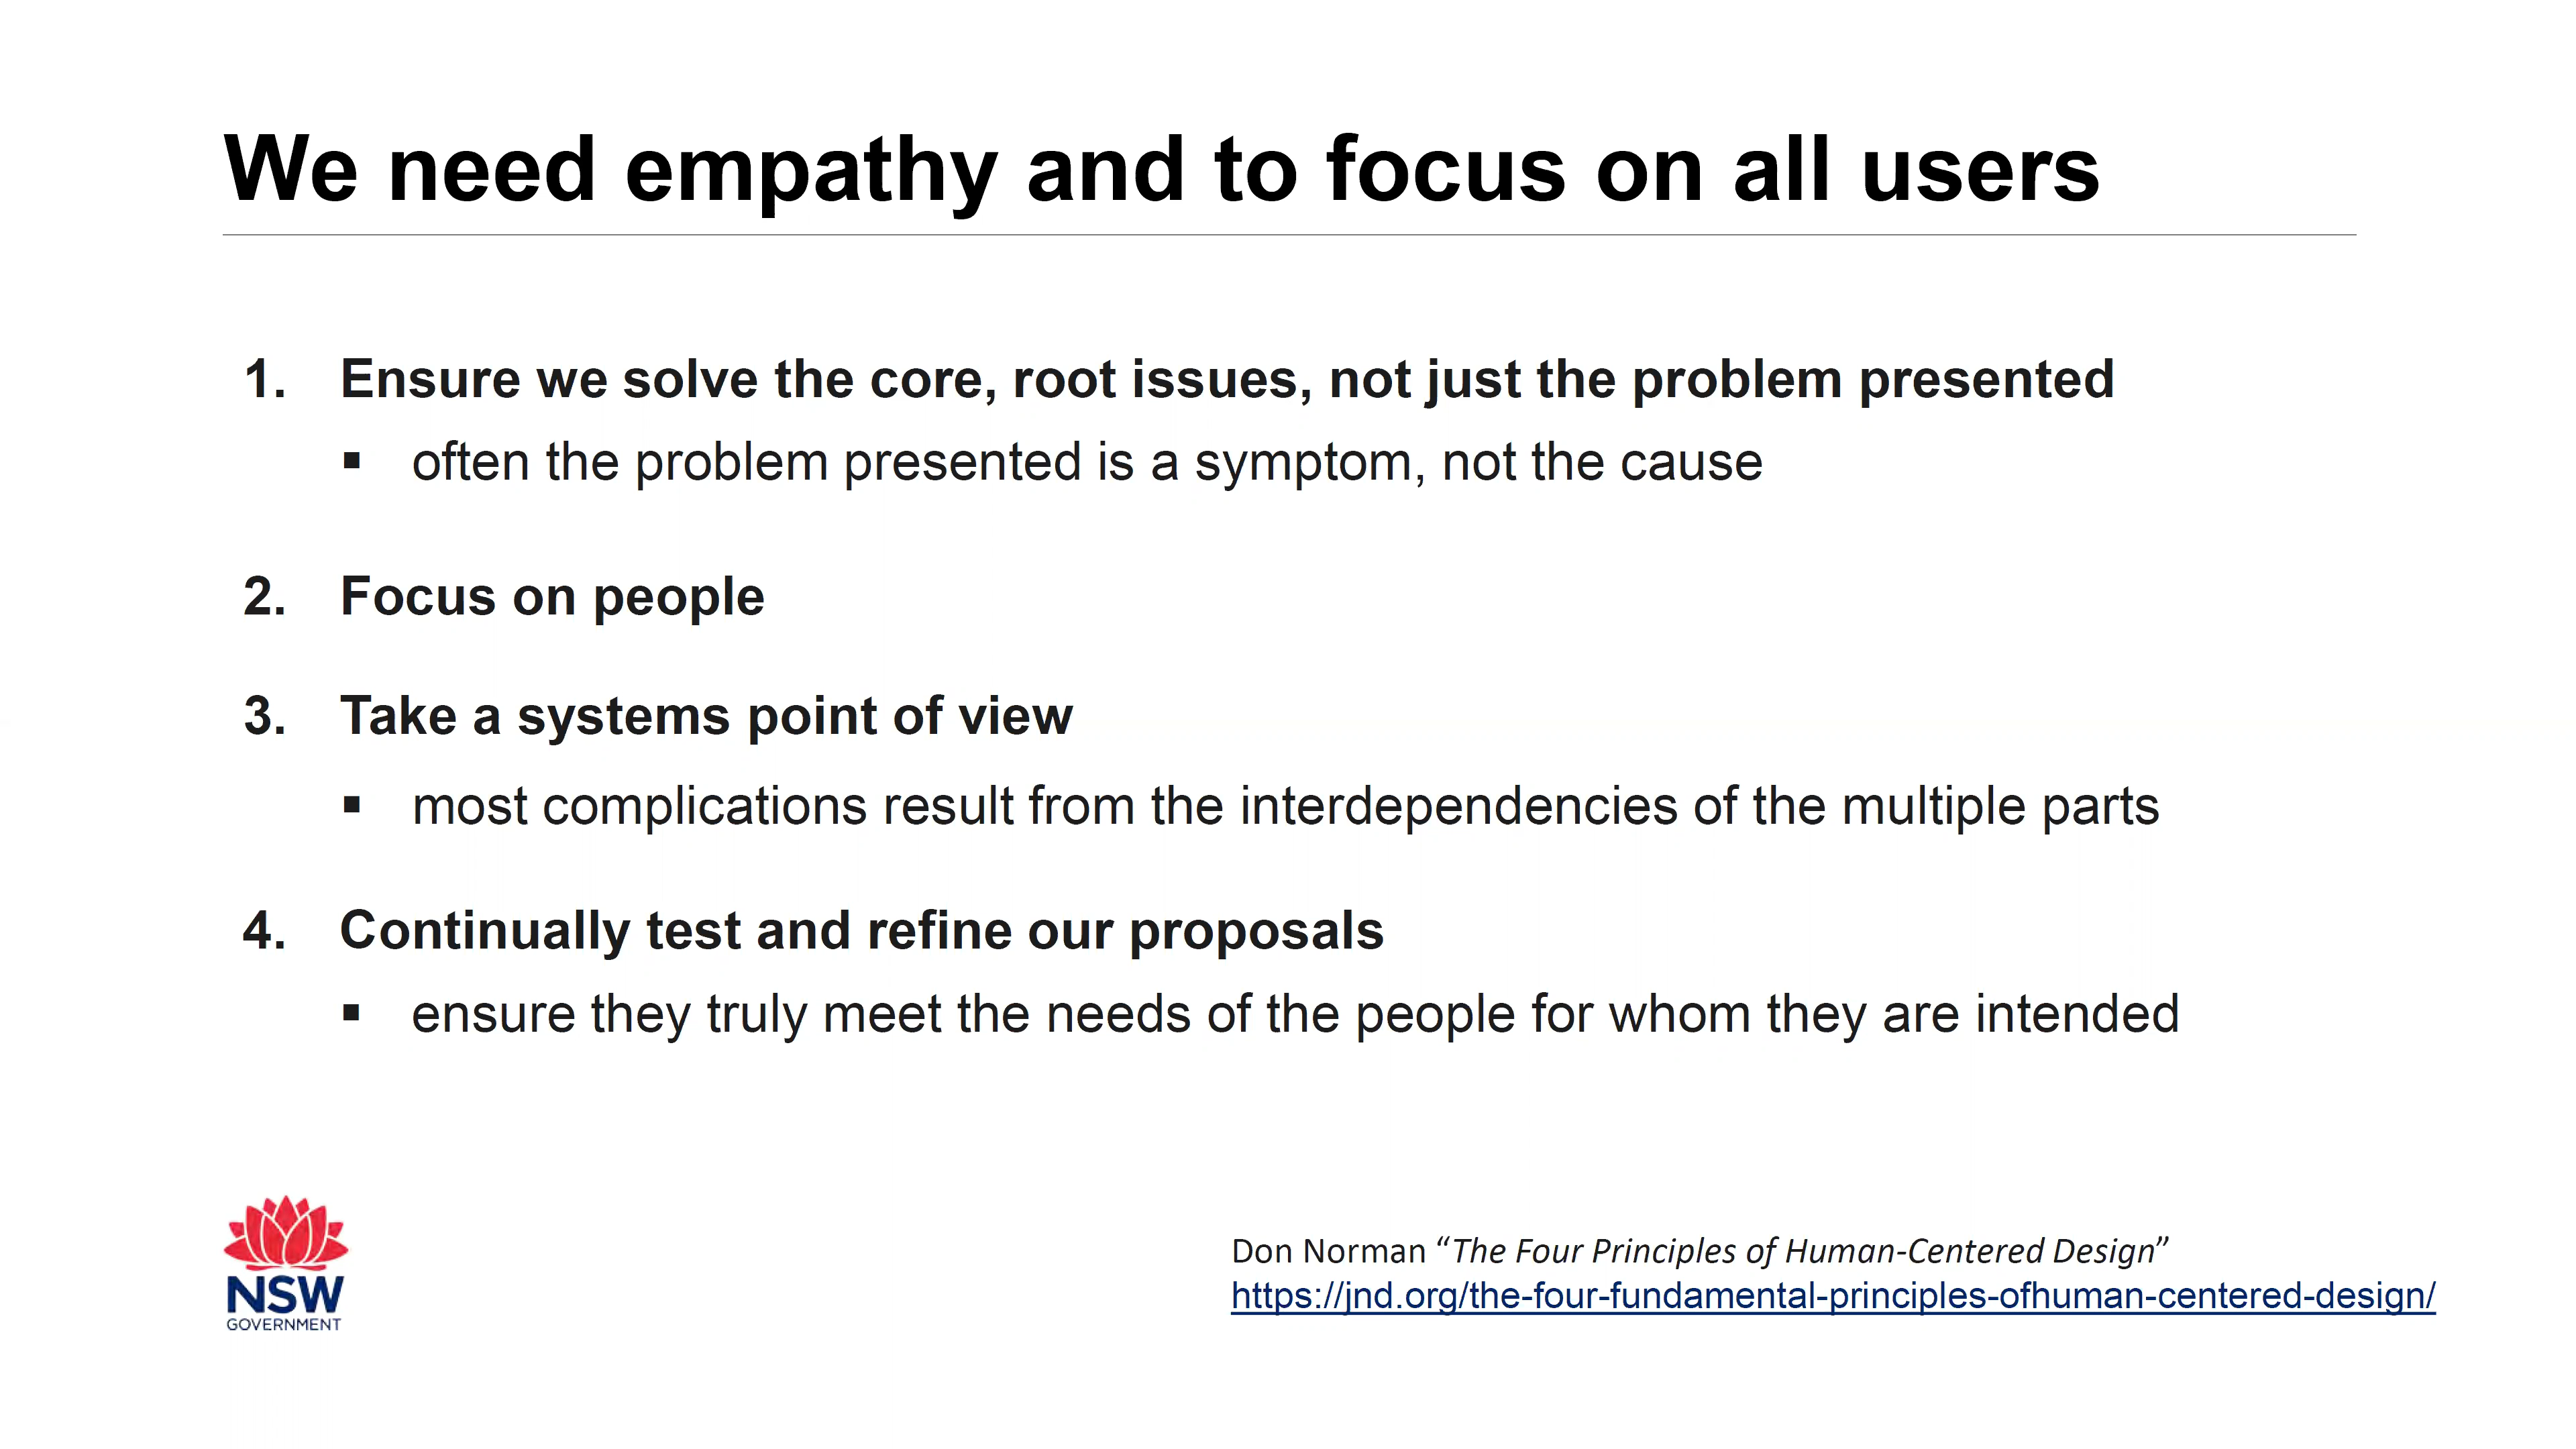 We need empathy and to focus on all users
1. Ensure we solve the core, root issues, not just the problem presented
▪ often the problem presented is a symptom, not the cause
2. Focus on people
3. Take a systems point of view
▪ most complications result from the interdependencies of the multiple parts
4. Continually test and refine our proposals
▪ ensure they truly meet the needs of the people for whom they are intended
NSW
GOVERNMENT
Don Norman “The Four Principles of Human-Centered Design”
https://jnd.org/the-four-fundamental-principles-ofhuman-centered-design/